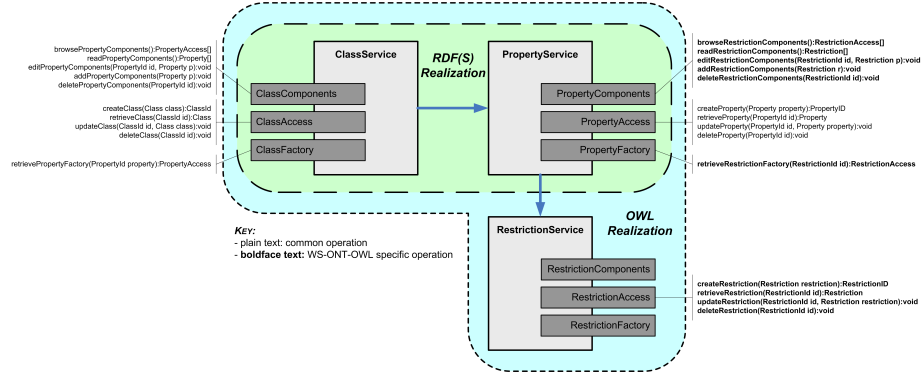 browsePropertyComponents():PropertyAccess[]
readPropertyComponents():Property[]
editPropertyComponents(PropertyId id, Property p):void
addPropertyComponents(Property p):void
deletePropertyComponents(PropertyId id):void
createClass(Class class):ClassId
retrieveClass(ClassId id):Class
updateClass(ClassId id, Class class):void
deleteClass(ClassId id):void
retrievePropertyFactory(PropertyId property):PropertyAccess
ClassService
ClassComponents
ClassAccess
ClassFactory
RDF(S)
Realization
PropertyService
PropertyComponents
PropertyAccess
PropertyFactory
browseRestrictionComponents():RestrictionAccess[]
readRestrictionComponents():Restriction[]
editRestrictionComponents(RestrictionId id, Restriction p):void
addRestrictionComponents(Restriction r):void
deleteRestrictionComponents(RestrictionId id):void
createProperty(Property property):PropertyID
retrieveProperty(PropertyId id):Property
updateProperty(PropertyId id, Property property):void
deleteProperty(PropertyId id):void
retrieveRestrictionFactory(RestrictionId id):RestrictionAccess
KEY:
- plain text: common operation
- boldface text: WS-ONT-OWL specific operation
OWL
Realization
RestrictionService
RestrictionComponents
RestrictionAccess
RestrictionFactory
createRestriction(Restriction restriction):RestrictionID
retrieveRestriction(RestrictionId id):Restriction
updateRestriction(RestrictionId id, Restriction restriction):void
deleteRestriction(RestrictionId id):void